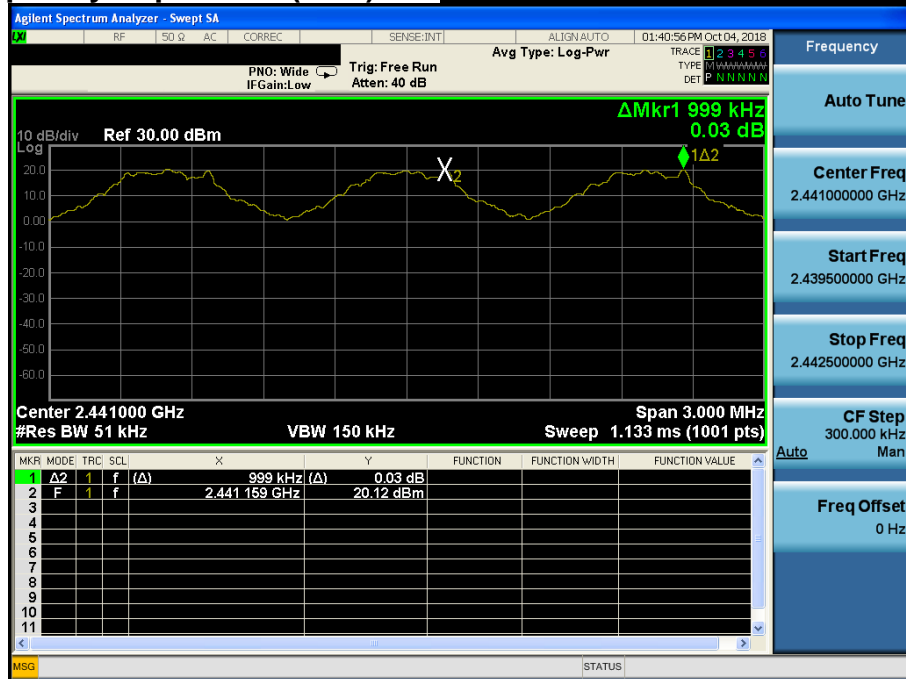 Agilent Spectrum Analyzer - Swept SA
LXI RF 50 Ω AC CORREC SENSE:INT ALIGN AUTO 01:40:56 PM Oct 04, 2018
Avg Type: Log-Pwr TRACE 1 2 3 4 5 6
PNO: Wide Trig: Free Run TYPE M WWWWW
IFGain:Low Atten: 40 dB DET P N N N N N
ΔMkr1 999 kHz
0.03 dB
10 dB/div Ref 30.00 dBm
Log
1Δ2
X2
20.0
10.0
0.00
-10.0
-20.0
-30.0
-40.0
-50.0
-60.0
Center 2.441000 GHz Span 3.000 MHz
#Res BW 51 kHz VBW 150 kHz Sweep 1.133 ms (1001 pts)
MKR MODE TRC SCL X Y FUNCTION FUNCTION WIDTH FUNCTION VALUE
1 Δ2 1 f (Δ) 999 kHz (Δ) 0.03 dB
2 F 1 f 2.441 159 GHz 20.12 dBm
3
4
5
6
7
8
9
10
11
MSG STATUS
Frequency
Auto Tune
Center Freq
2.441000000 GHz
Start Freq
2.439500000 GHz
Stop Freq
2.442500000 GHz
CF Step
300.000 kHz
Auto Man
Freq Offset
0 Hz